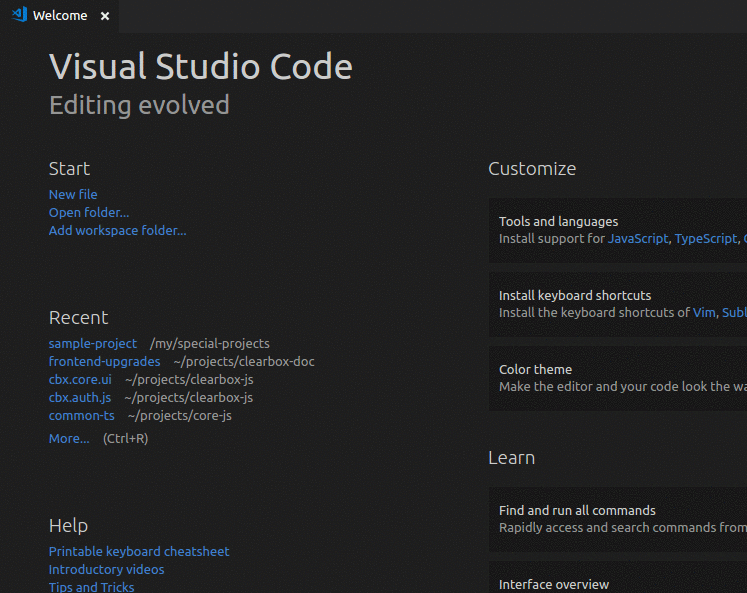 Welcome ×
Visual Studio Code
Editing evolved
Start
New file
Open folder...
Add workspace folder...
Recent
sample-project /my/special-projects
frontend-upgrades ~/projects/clearbox-doc
cbx.core.ui ~/projects/clearbox-js
cbx.auth.js ~/projects/clearbox-js
common-ts ~/projects/core-js
More... (Ctrl+R)
Help
Printable keyboard cheatsheet
Introductory videos
Tips and Tricks
Customize
Tools and languages
Install support for JavaScript, TypeScript,
Install keyboard shortcuts
Install the keyboard shortcuts of Vim, Subl
Color theme
Make the editor and your code look the wa
Learn
Find and run all commands
Rapidly access and search commands from
Interface overview